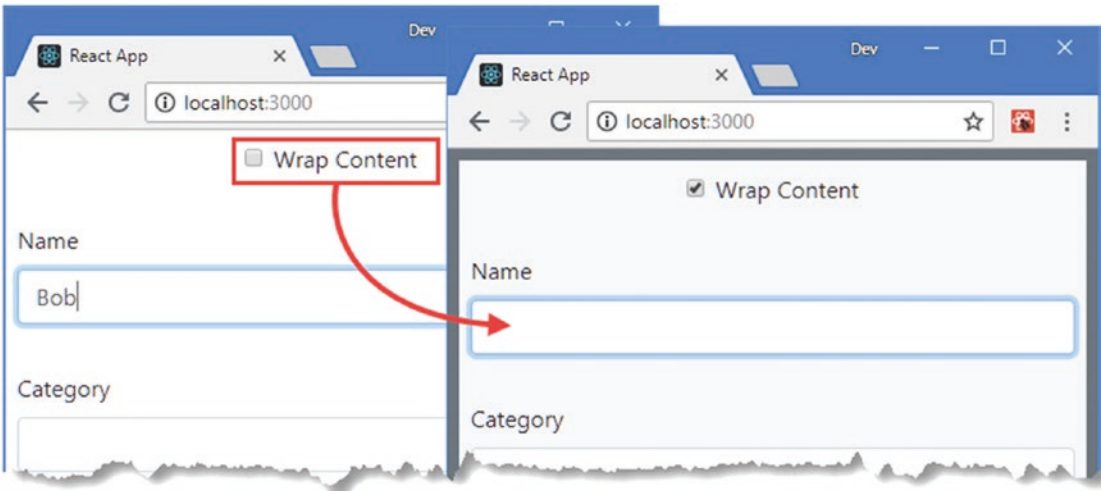 Dev
React App
localhost:3000
Wrap Content
Name
Bob
Category
Dev
React App
localhost:3000
Wrap Content
Name
Category